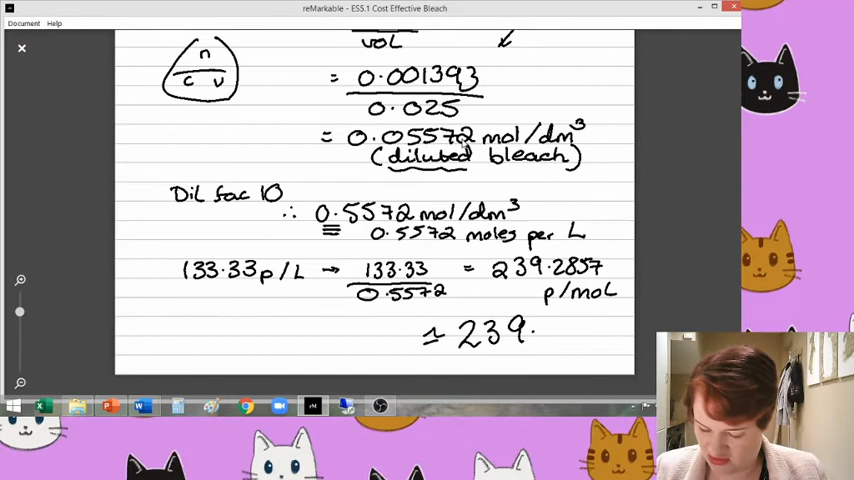 reMarkable - ES5.1 Cost Effective Bleach
Document Help
vol
n
c v
= 0.001393
0.025
= 0.05572 mol/dm³
(diluted bleach)
Dil fac 10
∴ 0.5572 mol/dm³
0.5572 moles per L
133.33p/L → 133.33 = 239.2857
0.5572
p/mol
≃ 239.